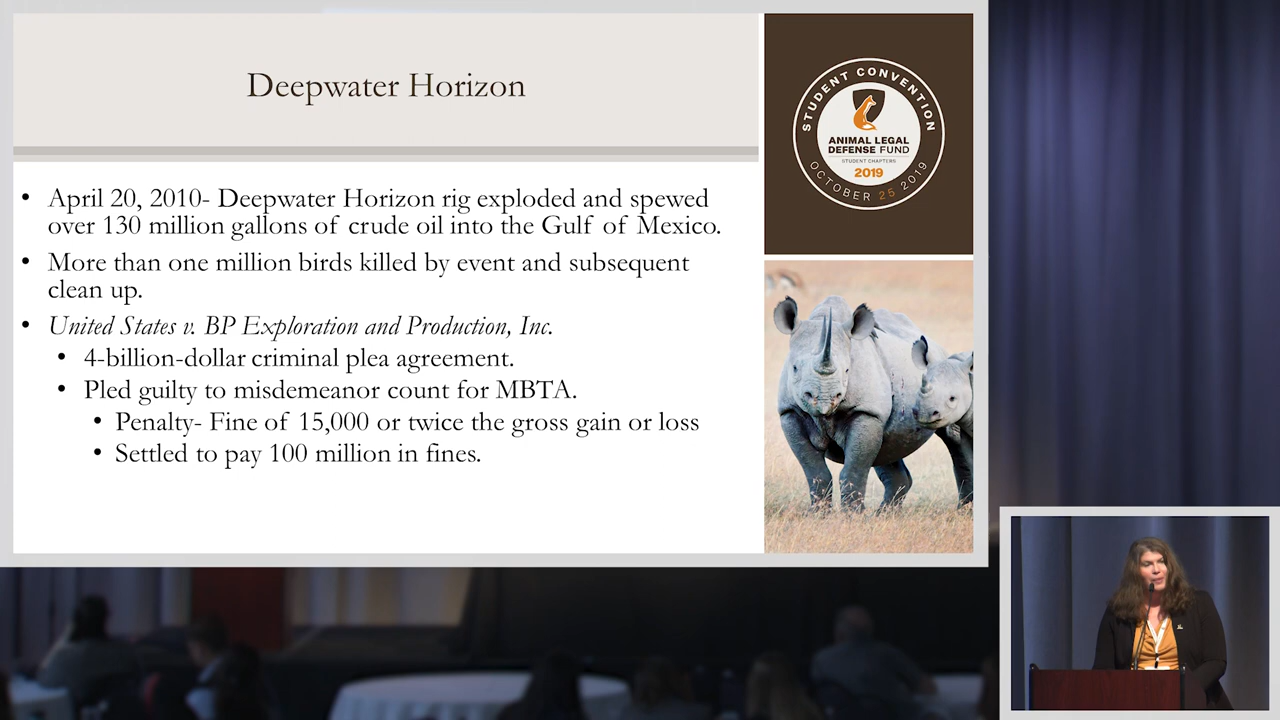 Deepwater Horizon
• April 20, 2010- Deepwater Horizon rig exploded and spewed
over 130 million gallons of crude oil into the Gulf of Mexico.
• More than one million birds killed by event and subsequent
clean up.
• United States v. BP Exploration and Production, Inc.
• 4-billion-dollar criminal plea agreement.
• Pled guilty to misdemeanor count for MBTA.
• Penalty- Fine of 15,000 or twice the gross gain or loss
• Settled to pay 100 million in fines.
STUDENT CONVENTION
ANIMAL LEGAL
DEFENSE FUND
STUDENT CHAPTERS
2019
OCTOBER 25 2019